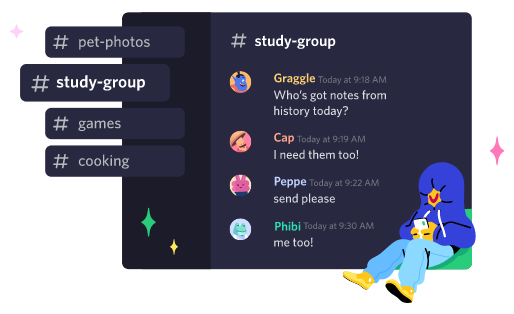 # pet-photos
# study-group
# games
# cooking
# study-group
Graggle Today at 9:18 AM
Who's got notes from
history today?
Cap Today at 9:19 AM
I need them too!
Peppe Today at 9:22 AM
send please
Phibi Today at 9:30 AM
me too!